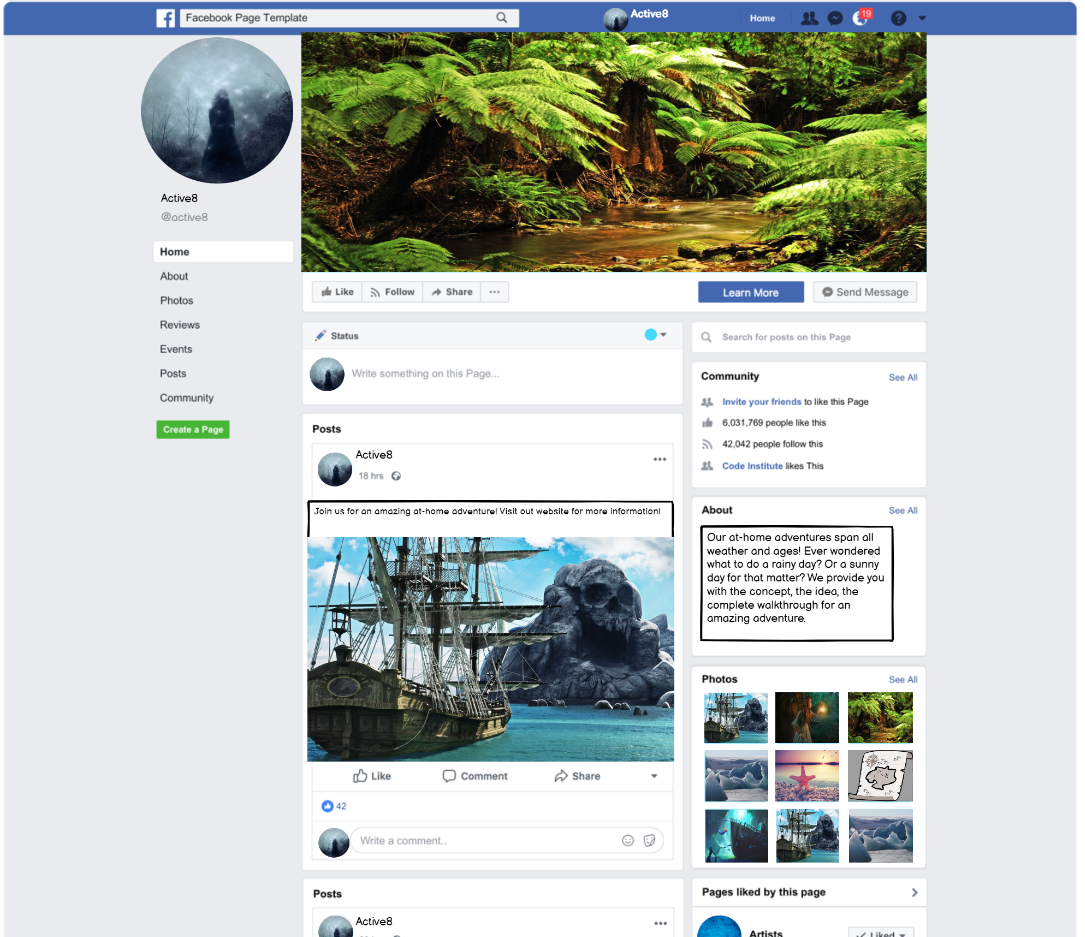 Facebook Page Template
Active8
Home
19
?
Active8
@active8
Home
About
Photos
Reviews
Events
Posts
Community
Create a Page
Like
Follow
Share
Learn More
Send Message
Status
Write something on this Page...
Posts
Active8
18 hrs
Join us for an amazing at-home adventure! Visit out website for more information!
Like
Comment
Share
42
Write a comment..
Posts
Active8
Search for posts on this Page
Community
See All
Invite your friends to like this Page
6,031,769 people like this
42,042 people follow this
Code Institute likes This
About
See All
Our at-home adventures span all
weather and ages! Ever wondered
what to do a rainy day? Or a sunny
day for that matter? We provide you
with the concept, the idea, the
complete walkthrough for an
amazing adventure.
Photos
See All
Pages liked by this page
Artists
Liked